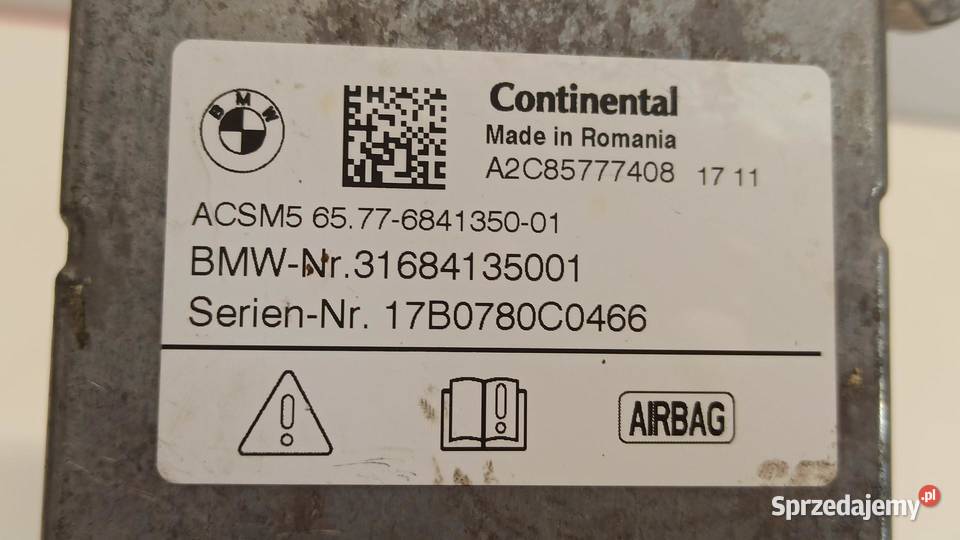 BMW
Continental
Made in Romania
A2C85777408 17 11
ACSM5 65.77-6841350-01
BMW-Nr.31684135001
Serien-Nr. 17B0780C0466
AIRBAG
Sprzedajemy.pl